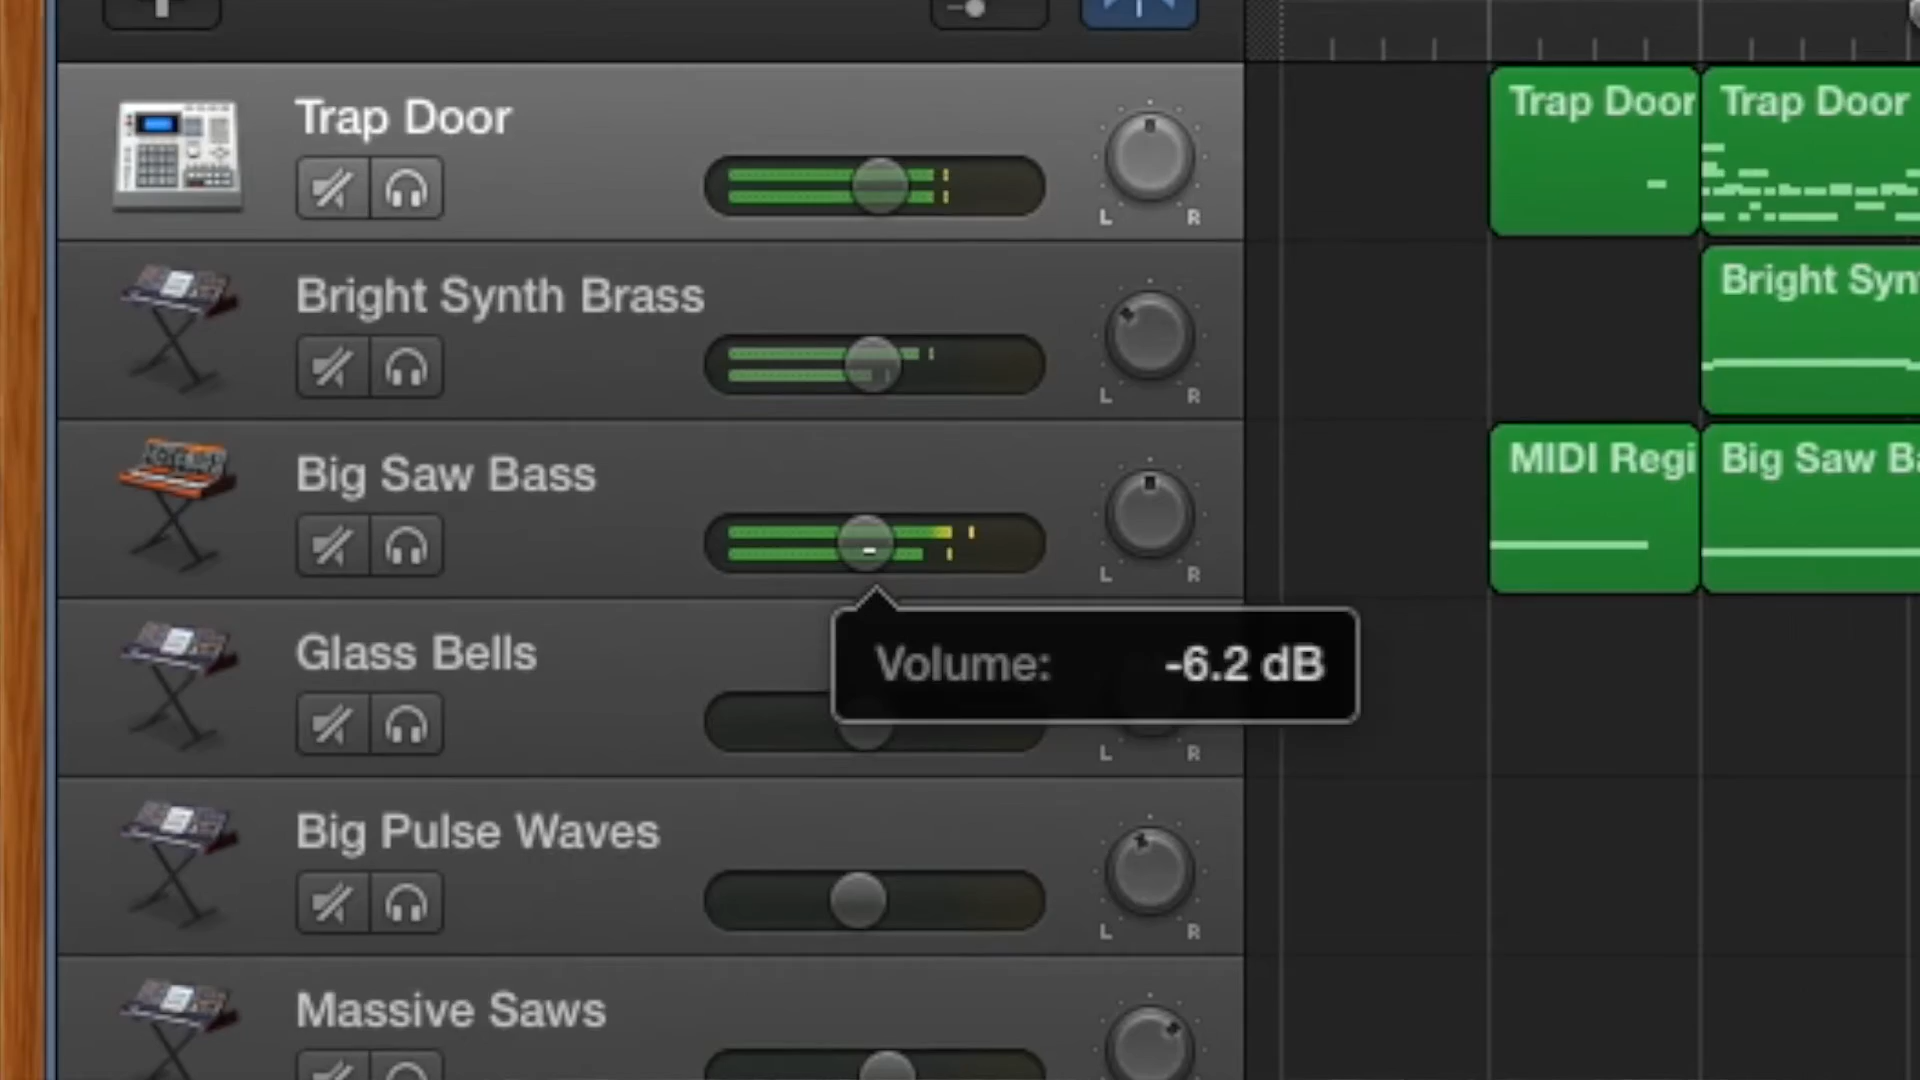 Trap Door
L R
Trap Door
Trap Door
Bright Synth Brass
L R
Bright Syn
Big Saw Bass
L R
MIDI Regi
Big Saw Ba
Glass Bells
Volume: -6.2 dB
L R
Big Pulse Waves
L R
Massive Saws